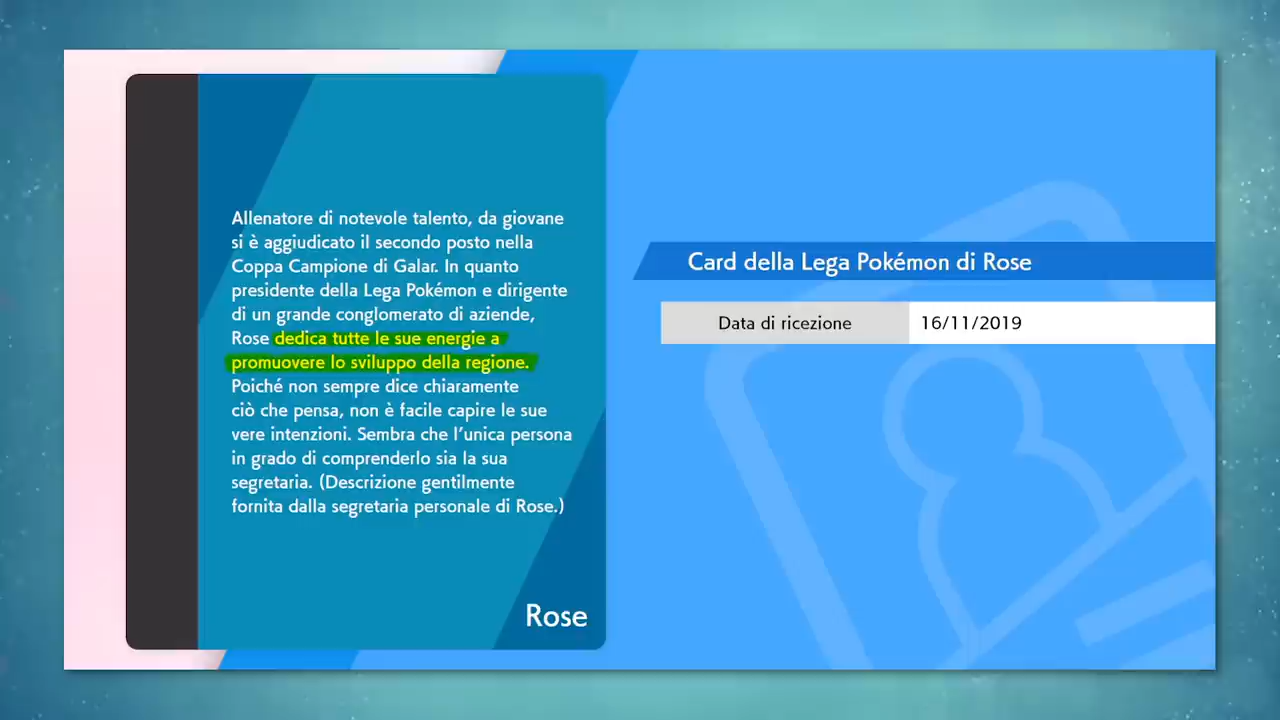 Allenatore di notevole talento, da giovane
si è aggiudicato il secondo posto nella
Coppa Campione di Galar. In quanto
presidente della Lega Pokémon e dirigente
di un grande conglomerato di aziende,
Rose dedica tutte le sue energie a
promuovere lo sviluppo della regione.
Poiché non sempre dice chiaramente
ciò che pensa, non è facile capire le sue
vere intenzioni. Sembra che l'unica persona
in grado di comprenderlo sia la sua
segretaria. (Descrizione gentilmente
fornita dalla segretaria personale di Rose.)
Rose
Card della Lega Pokémon di Rose
Data di ricezione 16/11/2019